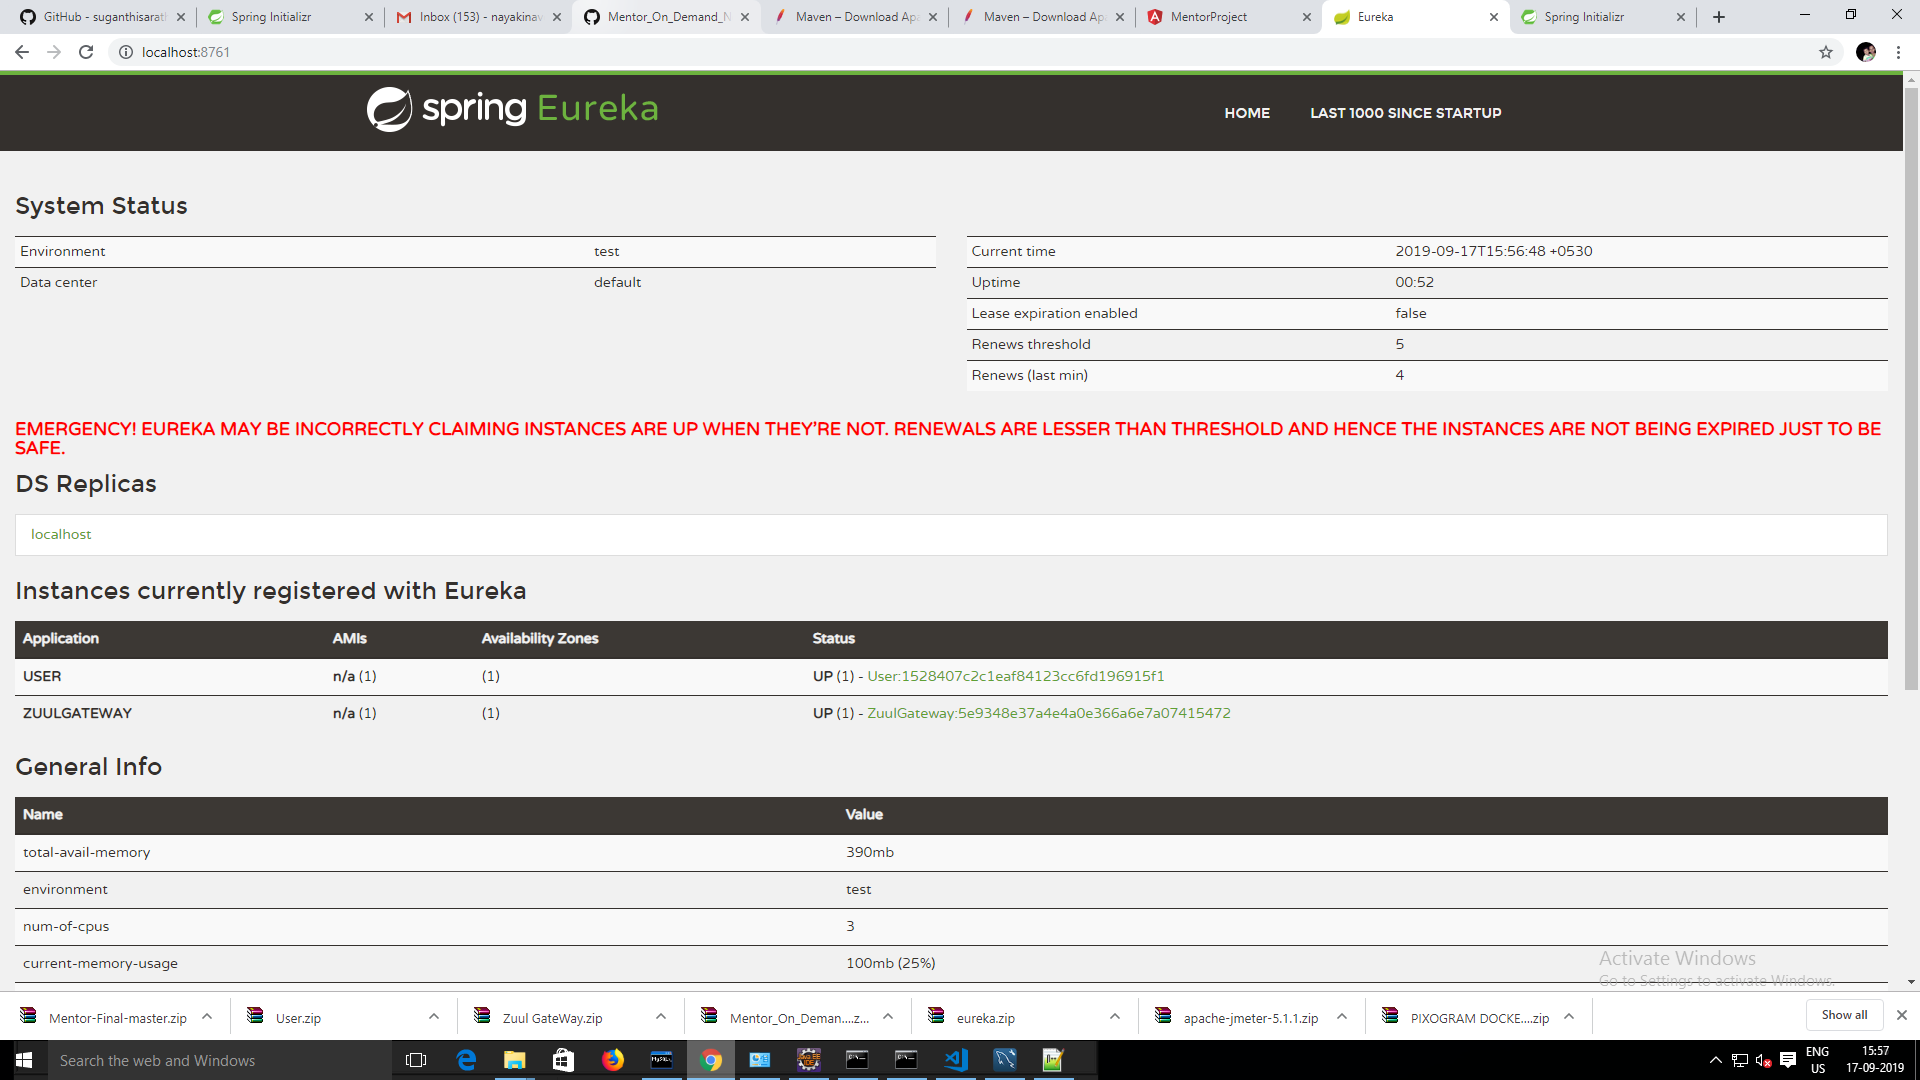 GitHub - suganthisarat
Spring Initializr
Inbox (153) - nayakinav
Mentor_On_Demand_N
Maven – Download Apa
Maven – Download Apa
MentorProject
Eureka
Spring Initializr
localhost:8761
spring Eureka
HOME
LAST 1000 SINCE STARTUP
System Status
Environment test
Data center default
Current time 2019-09-17T15:56:48 +0530
Uptime 00:52
Lease expiration enabled false
Renews threshold 5
Renews (last min) 4
EMERGENCY! EUREKA MAY BE INCORRECTLY CLAIMING INSTANCES ARE UP WHEN THEY'RE NOT. RENEWALS ARE LESSER THAN THRESHOLD AND HENCE THE INSTANCES ARE NOT BEING EXPIRED JUST TO BE
SAFE.
DS Replicas
localhost
Instances currently registered with Eureka
Application AMIs Availability Zones Status
USER n/a (1) (1) UP (1) - User:1528407c2c1eaf84123cc6fd196915f1
ZUULGATEWAY n/a (1) (1) UP (1) - ZuulGateway:5e9348e37a4e4a0e366a6e7a07415472
General Info
Name Value
total-avail-memory 390mb
environment test
num-of-cpus 3
current-memory-usage 100mb (25%)
Activate Windows
Go to Settings to activate Windows.
Mentor-Final-master.zip
User.zip
Zuul GateWay.zip
Mentor_On_Deman....z...
eureka.zip
apache-jmeter-5.1.1.zip
PIXOGRAM DOCKE....zip
Show all
Search the web and Windows
ENG
US
15:57
17-09-2019